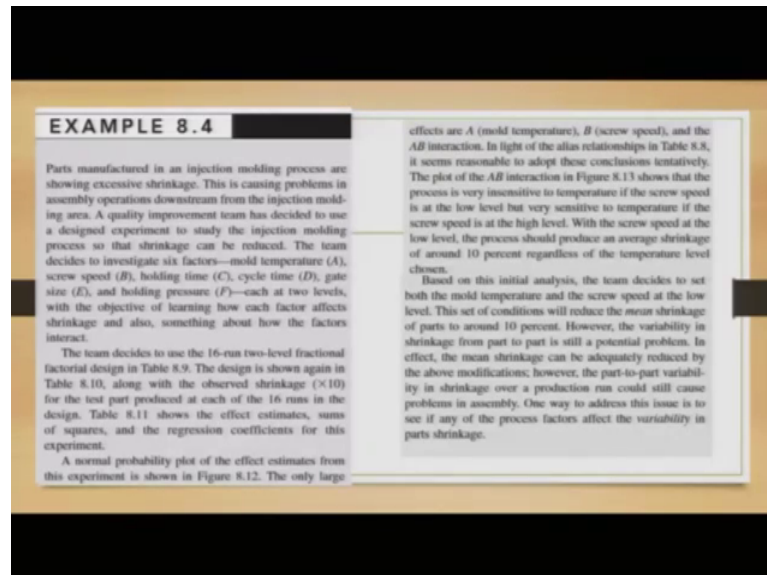 EXAMPLE 8.4
Parts manufactured in an injection molding process are
showing excessive shrinkage. This is causing problems in
assembly operations downstream from the injection mold-
ing area. A quality improvement team has decided to use
a designed experiment to study the injection molding
process so that shrinkage can be reduced. The team
decides to investigate six factors—mold temperature (A),
screw speed (B), holding time (C), cycle time (D), gate
size (E), and holding pressure (F)—each at two levels,
with the objective of learning how each factor affects
shrinkage and also, something about how the factors
interact.
The team decides to use the 16-run two-level fractional
factorial design in Table 8.9. The design is shown again in
Table 8.10, along with the observed shrinkage (×10)
for the test part produced at each of the 16 runs in the
design. Table 8.11 shows the effect estimates, sums
of squares, and the regression coefficients for this
experiment.
A normal probability plot of the effect estimates from
this experiment is shown in Figure 8.12. The only large
effects are A (mold temperature), B (screw speed), and the
AB interaction. In light of the alias relationships in Table 8.8,
it seems reasonable to adopt these conclusions tentatively.
The plot of the AB interaction in Figure 8.13 shows that the
process is very insensitive to temperature if the screw speed
is at the low level but very sensitive to temperature if the
screw speed is at the high level. With the screw speed at the
low level, the process should produce an average shrinkage
of around 10 percent regardless of the temperature level
chosen.
Based on this initial analysis, the team decides to set
both the mold temperature and the screw speed at the low
level. This set of conditions will reduce the mean shrinkage
of parts to around 10 percent. However, the variability in
shrinkage from part to part is still a potential problem. In
effect, the mean shrinkage can be adequately reduced by
the above modifications; however, the part-to-part variabil-
ity in shrinkage over a production run could still cause
problems in assembly. One way to address this issue is to
see if any of the process factors affect the variability in
parts shrinkage.